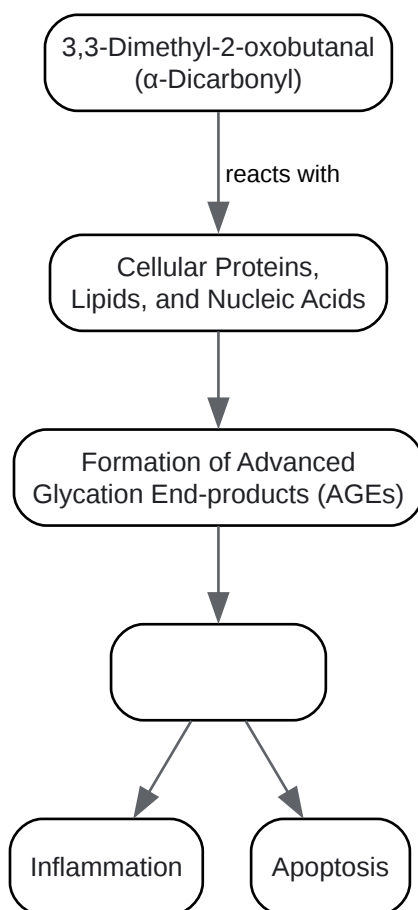 3,3-Dimethyl-2-oxobutanal
(α-Dicarbonyl)
reacts with
Cellular Proteins,
Lipids, and Nucleic Acids
Formation of Advanced
Glycation End-products (AGEs)
Inflammation
Apoptosis